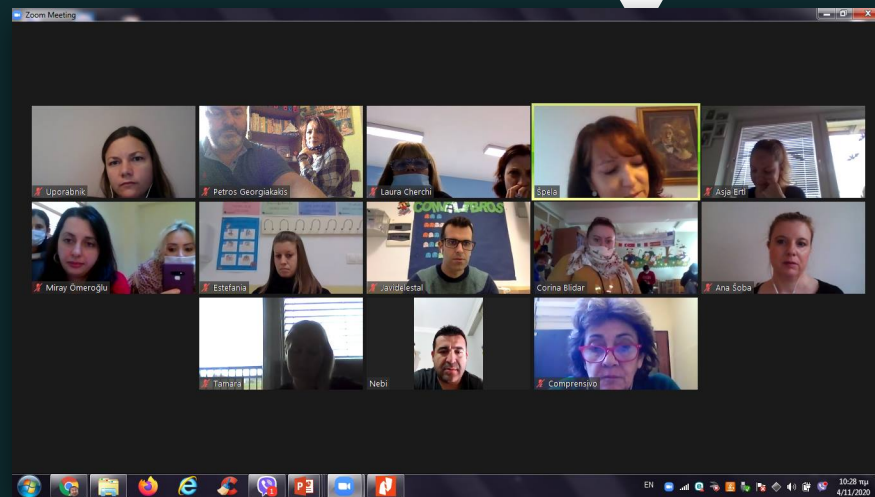 Zoom Meeting
Uporabnik
Petros Georgiakakis
Laura Cherchi
Špela
Asja Ertl
Miray Ömeroğlu
Estefania
Javidelestal
Corina Blidar
Ana Šoba
Tamara
Nebi
Comprensivo
EN
10:28 πμ
4/11/2020